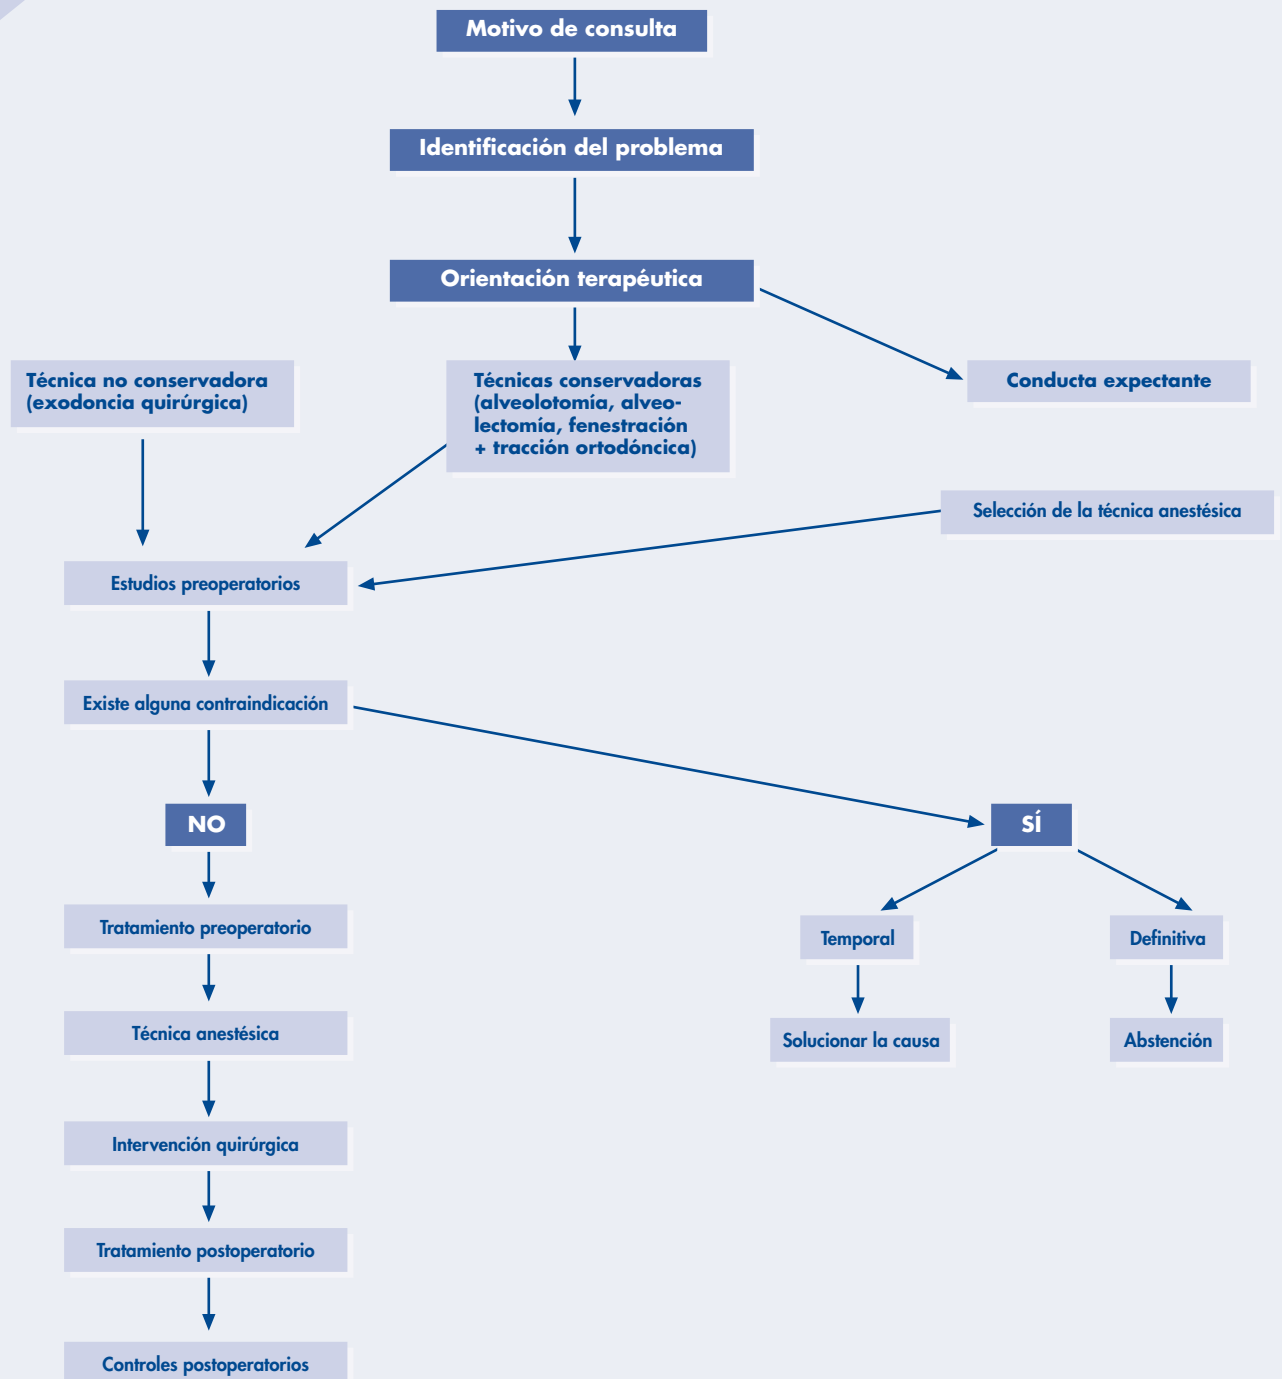 Motivo de consulta
Identificación del problema
Orientación terapéutica
Técnica no conservadora
(exodoncia quirúrgica)
Técnicas conservadoras
(alveolotomía, alveo-
lectomía, fenestración
+ tracción ortodóncica)
Conducta expectante
Selección de la técnica anestésica
Estudios preoperatorios
Existe alguna contraindicación
NO
SÍ
Tratamiento preoperatorio
Temporal
Definitiva
Técnica anestésica
Solucionar la causa
Abstención
Intervención quirúrgica
Tratamiento postoperatorio
Controles postoperatorios